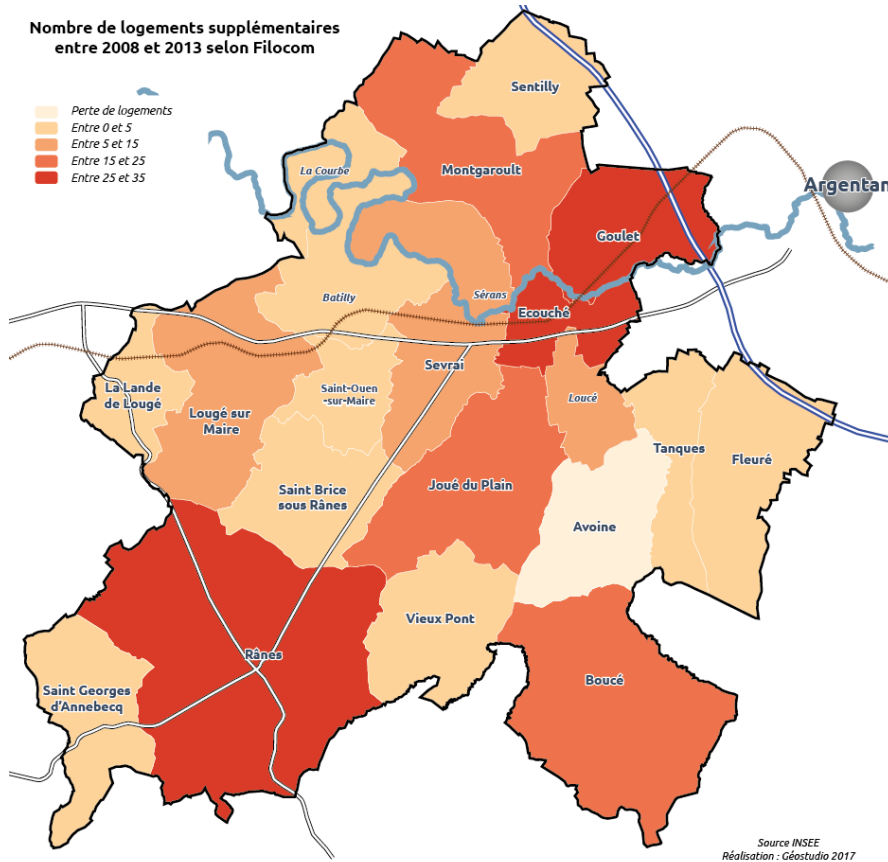 Nombre de logements supplémentaires
entre 2008 et 2013 selon Filocom
Perte de logements
Entre 0 et 5
Entre 5 et 15
Entre 15 et 25
Entre 25 et 35
Sentilly
La Courbe
Montgaroult
Argentan
Goulet
Batilly
Sérans
Ecouché
Sevrai
La Lande
de Lougé
Saint-Ouen
-sur-Maire
Loucé
Lougé sur
Maire
Tanques
Fleuré
Saint Brice
sous Rânes
Joué du Plain
Avoine
Vieux Pont
Rânes
Boucé
Saint Georges
d'Annebecq
Source INSEE
Réalisation : Géostudio 2017